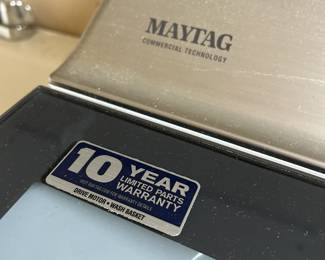 MAYTAG
COMMERCIAL TECHNOLOGY
10 YEAR
LIMITED PARTS
WARRANTY
DRIVE MOTOR • WASH BASKET